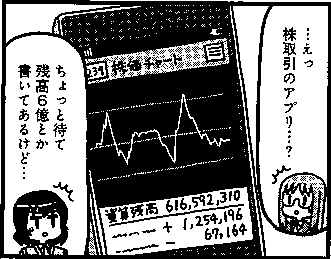 …えっ
株取引の
アプリ…?
株価チャート
算残高 616,592,310
+ 1,254,196
- 67,164
ちょっと待て
残高6億とか
書いてあるけど…